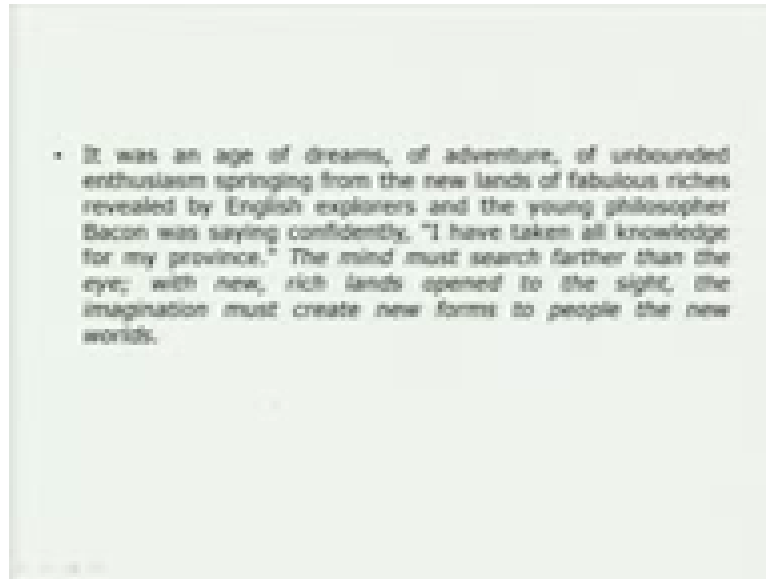 • It was an age of dreams, of adventure, of unbounded
enthusiasm springing from the new lands of fabulous riches
revealed by English explorers and the young philosopher
Bacon was saying confidently, "I have taken all knowledge
for my province." The mind must search farther than the
eye; with new, rich lands opened to the sight, the
imagination must create new forms to people the new
worlds.